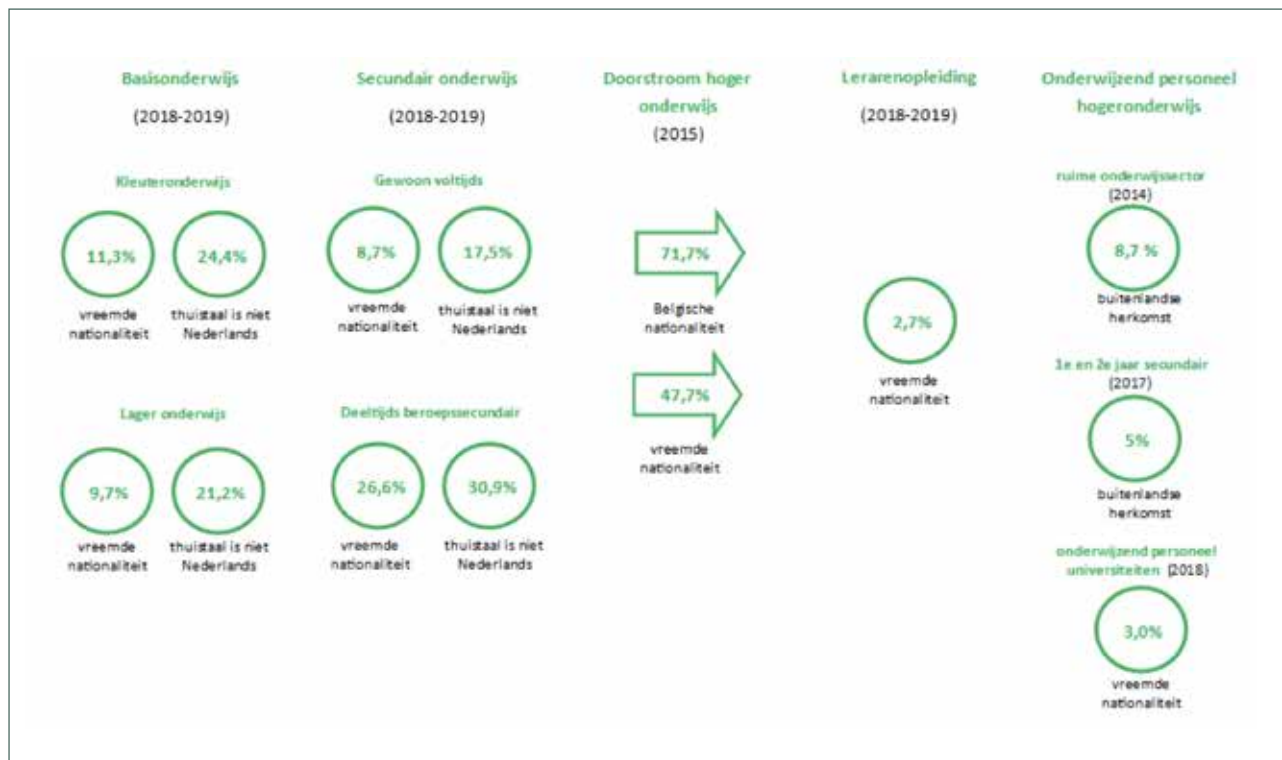 Basisonderwijs
(2018-2019)
Kleuteronderwijs
11,3%
24,4%
vreemde
nationaliteit
thuistaal is niet
Nederlands
Lager onderwijs
9,7%
21,2%
vreemde
nationaliteit
thuistaal is niet
Nederlands
Secundair onderwijs
(2018-2019)
Gewoon voltijds
8,7%
17,5%
vreemde
nationaliteit
thuistaal is niet
Nederlands
Deeltijds beroepssecundair
26,6%
30,9%
vreemde
nationaliteit
thuistaal is niet
Nederlands
Doorstroom hoger
onderwijs
(2015)
71,7%
Belgische
nationaliteit
47,7%
vreemde
nationaliteit
Lerarenopleiding
(2018-2019)
2,7%
vreemde
nationaliteit
Onderwijzend personeel
hogeronderwijs
ruime onderwijssector
(2014)
8,7 %
buitenlandse
herkomst
1e en 2e jaar secundair
(2017)
5%
buitenlandse
herkomst
onderwijzend personeel
universiteiten (2018)
3,0%
vreemde
nationaliteit